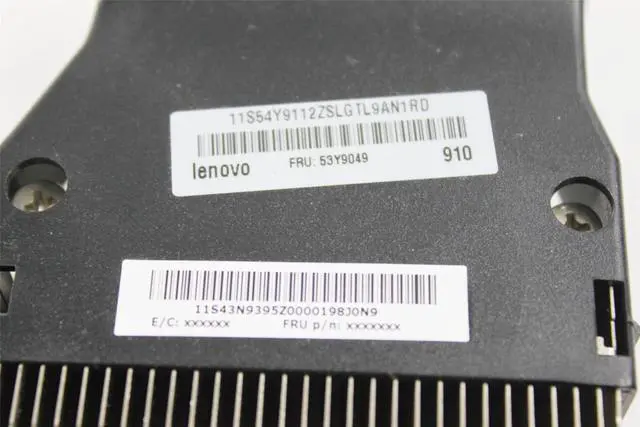 11S54Y9112ZSLGTL9AN1RD
lenovo FRU: 53Y9049 910
11S43N9395Z0000198J0N9
E/C: xxxxxx FRU p/n: xxxxxxx